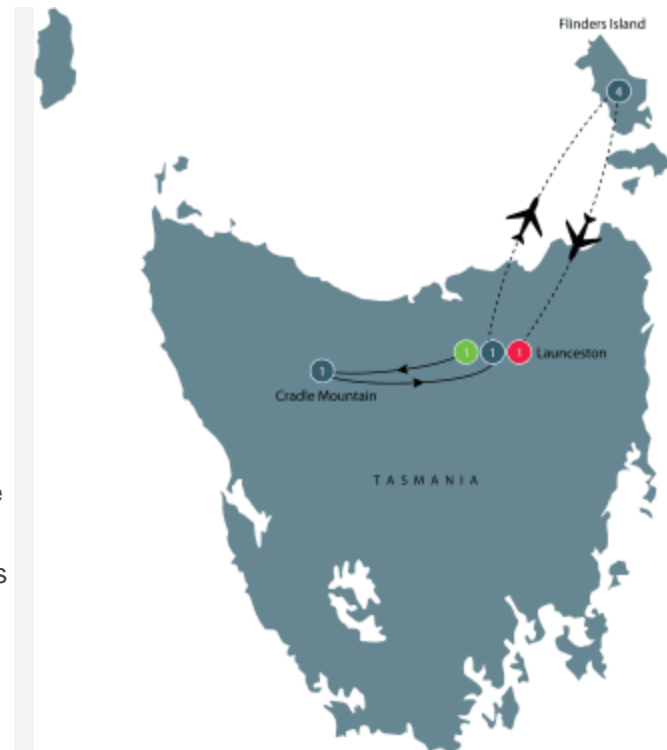 Flinders Island
4
1
1
1
Launceston
1
Cradle Mountain
TASMANIA
e
s